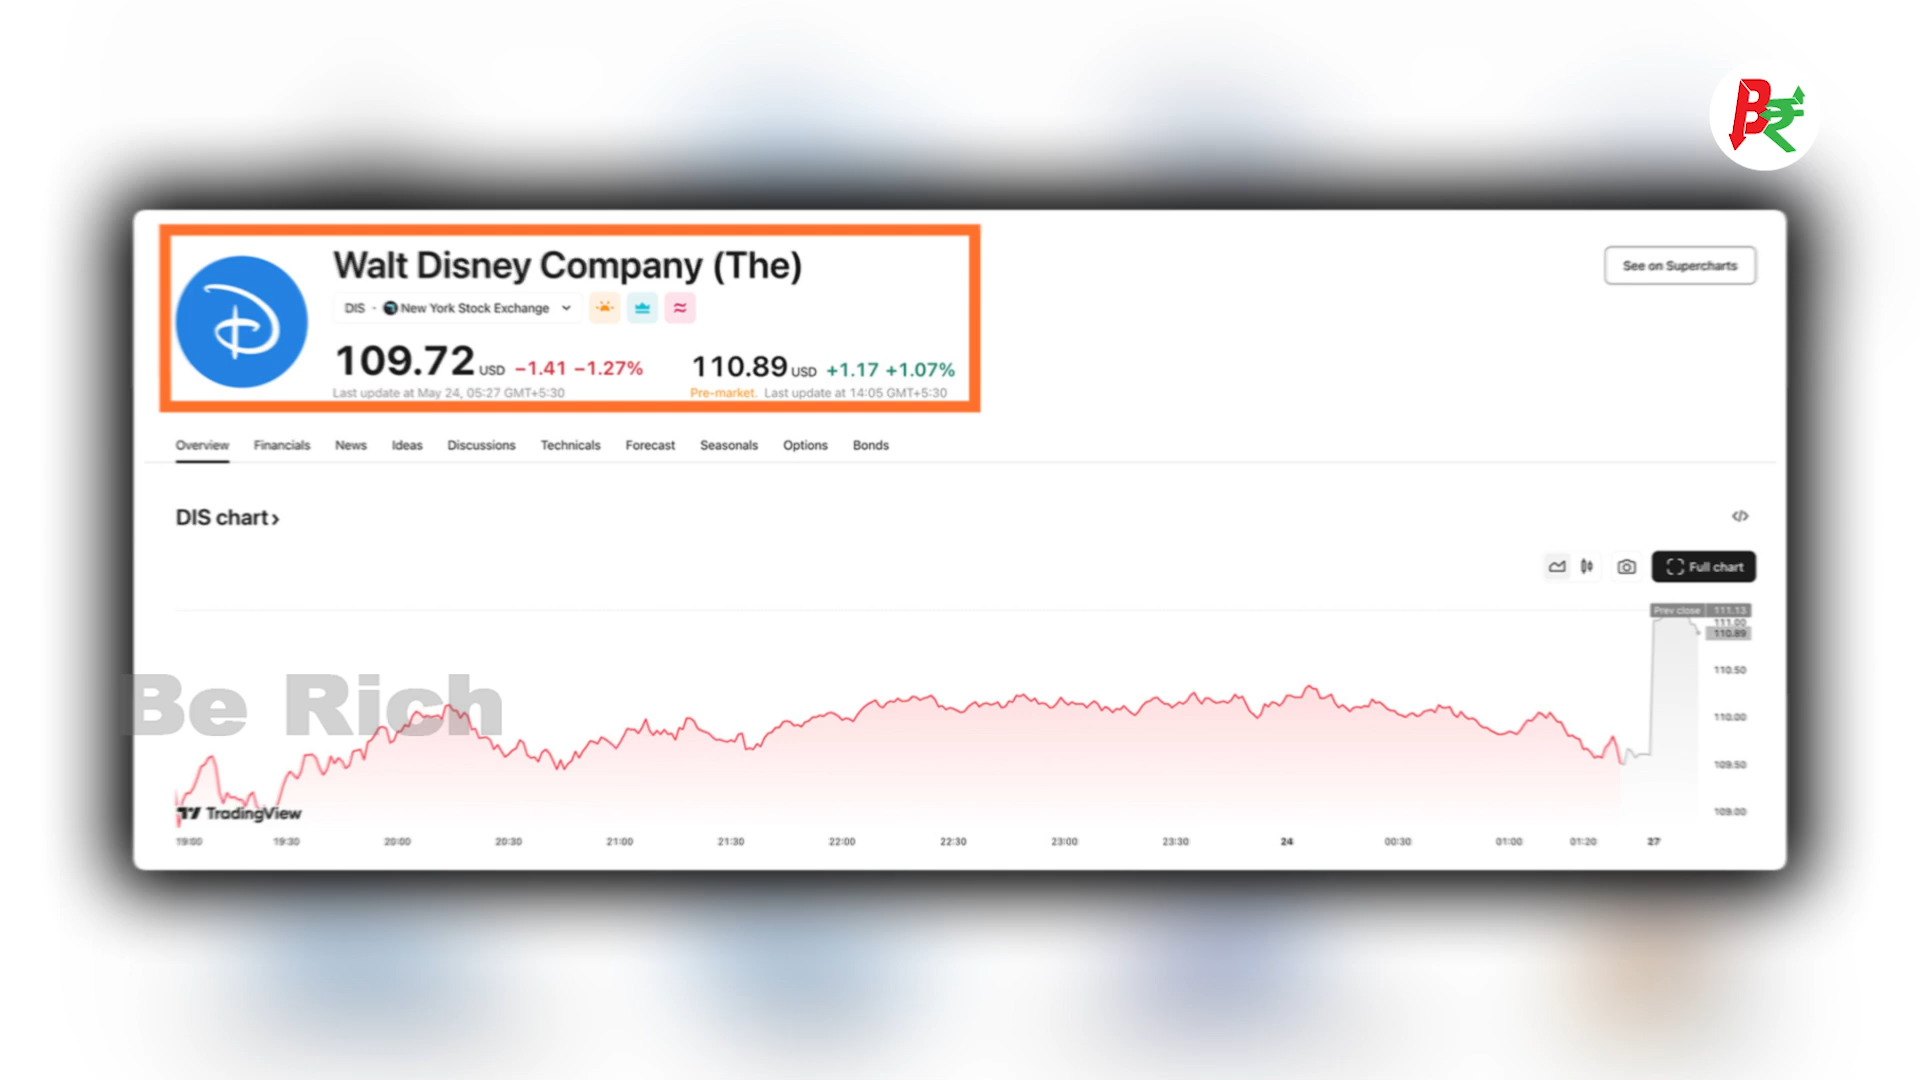 Walt Disney Company (The)
DIS · New York Stock Exchange
109.72 USD −1.41 −1.27%
Last update at May 24, 05:27 GMT+5:30
110.89 USD +1.17 +1.07%
Pre-market. Last update at 14:05 GMT+5:30
See on Supercharts
Overview Financials News Ideas Discussions Technicals Forecast Seasonals Options Bonds
DIS chart ›
Full chart
Prev close 111.13
111.00
110.89
110.50
110.00
109.50
109.00
Be Rich
TradingView
19:00 19:30 20:00 20:30 21:00 21:30 22:00 22:30 23:00 23:30 24 00:30 01:00 01:20 27